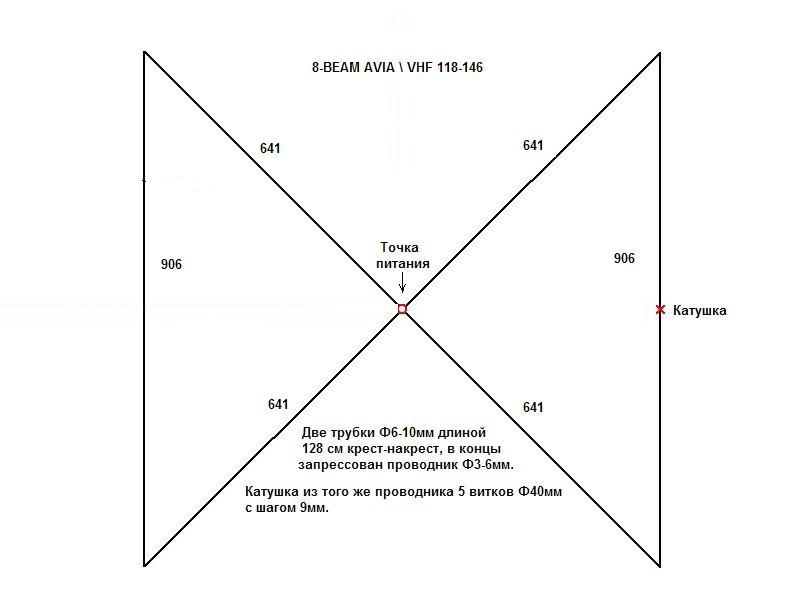 8-BEAM AVIA \ VHF 118-146
641
641
Точка
питания
906
906
Катушка
641
641
Две трубки Ф6-10мм длиной
128 см крест-накрест, в концы
запрессован проводник Ф3-6мм.
Катушка из того же проводника 5 витков Ф40мм
с шагом 9мм.